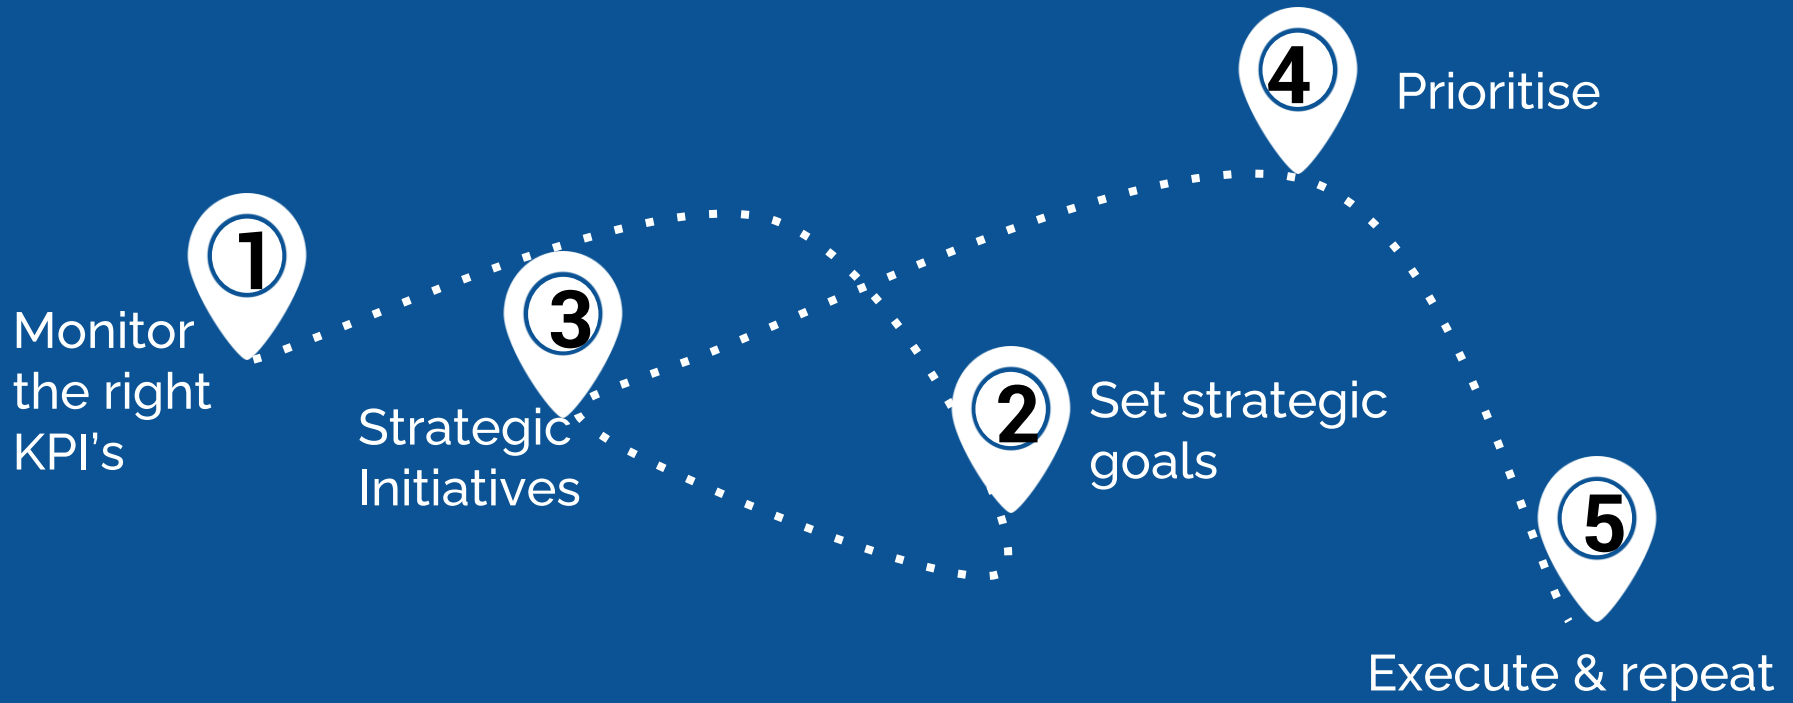 1
Monitor
the right
KPI's
2
Set strategic
goals
3
Strategic
Initiatives
4
Prioritise
5
Execute & repeat